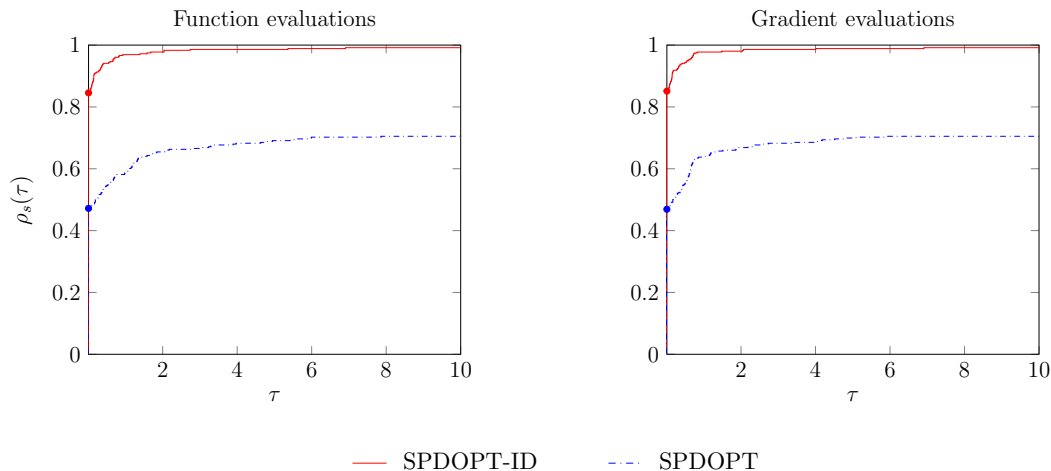 Function evaluations
Gradient evaluations
1
0.8
0.6
0.4
0.2
0
2 4 6 8 10
τ
ρ_s(τ)
1
0.8
0.6
0.4
0.2
0
2 4 6 8 10
τ
SPDOPT-ID SPDOPT